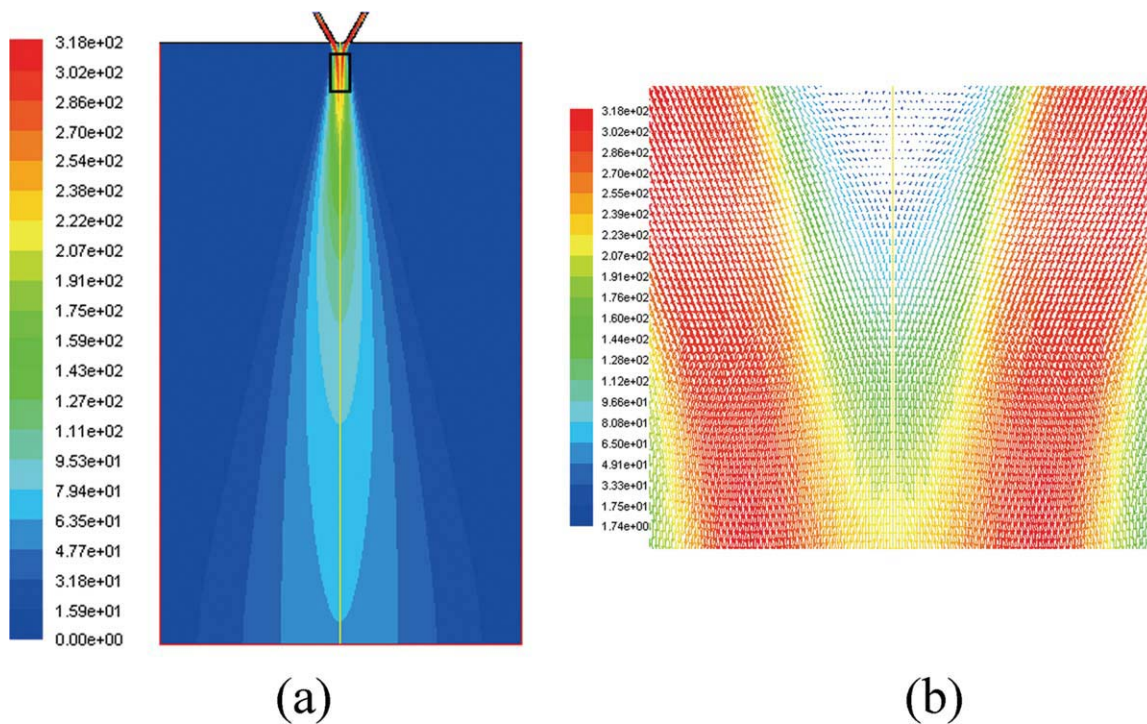 3.18e+02
3.02e+02
2.86e+02
2.70e+02
2.54e+02
2.38e+02
2.22e+02
2.07e+02
1.91e+02
1.75e+02
1.59e+02
1.43e+02
1.27e+02
1.11e+02
9.53e+01
7.94e+01
6.35e+01
4.77e+01
3.18e+01
1.59e+01
0.00e+00
(a)
3.18e+02
3.02e+02
2.86e+02
2.70e+02
2.55e+02
2.39e+02
2.23e+02
2.07e+02
1.91e+02
1.76e+02
1.60e+02
1.44e+02
1.28e+02
1.12e+02
9.66e+01
8.08e+01
6.50e+01
4.91e+01
3.33e+01
1.75e+01
1.74e+00
(b)